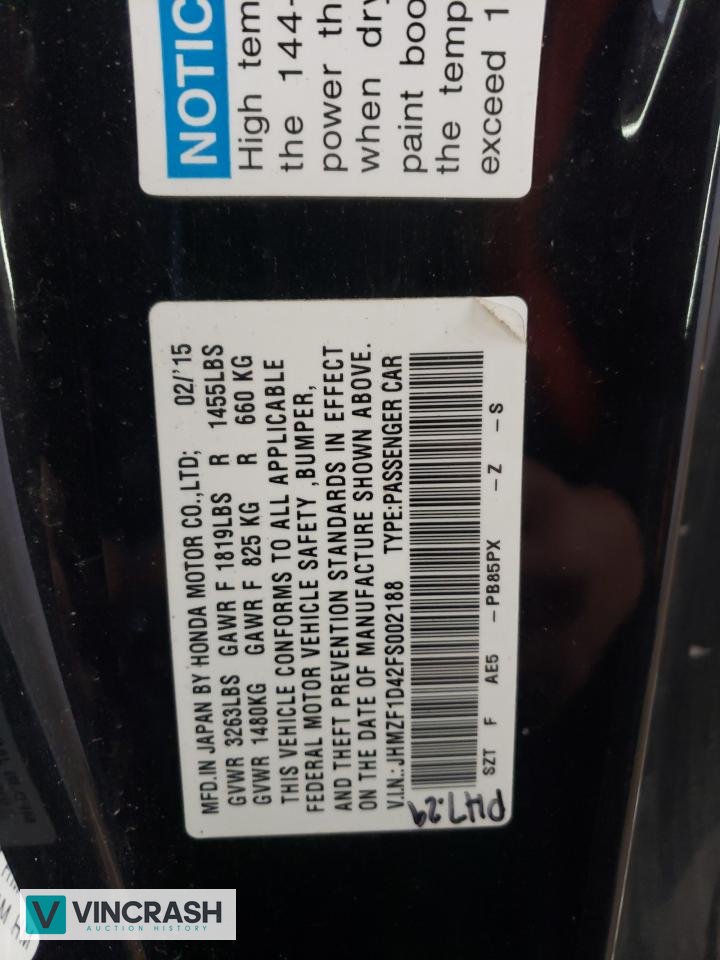 NOTIC
High tem
the 144-
power th
when dry
paint boo
the temp
exceed 1
MFD.IN JAPAN BY HONDA MOTOR CO.,LTD; 02/'15
GVWR 3263LBS GAWR F 1819LBS R 1455LBS
GVWR 1480KG GAWR F 825 KG R 660 KG
THIS VEHICLE CONFORMS TO ALL APPLICABLE
FEDERAL MOTOR VEHICLE SAFETY ,BUMPER,
AND THEFT PREVENTION STANDARDS IN EFFECT
ON THE DATE OF MANUFACTURE SHOWN ABOVE.
V.I.N.:JHMZF1D42FS002188 TYPE:PASSENGER CAR
SZT F AE5 -PB85PX -Z -S
V VINCRASH
AUCTION HISTORY